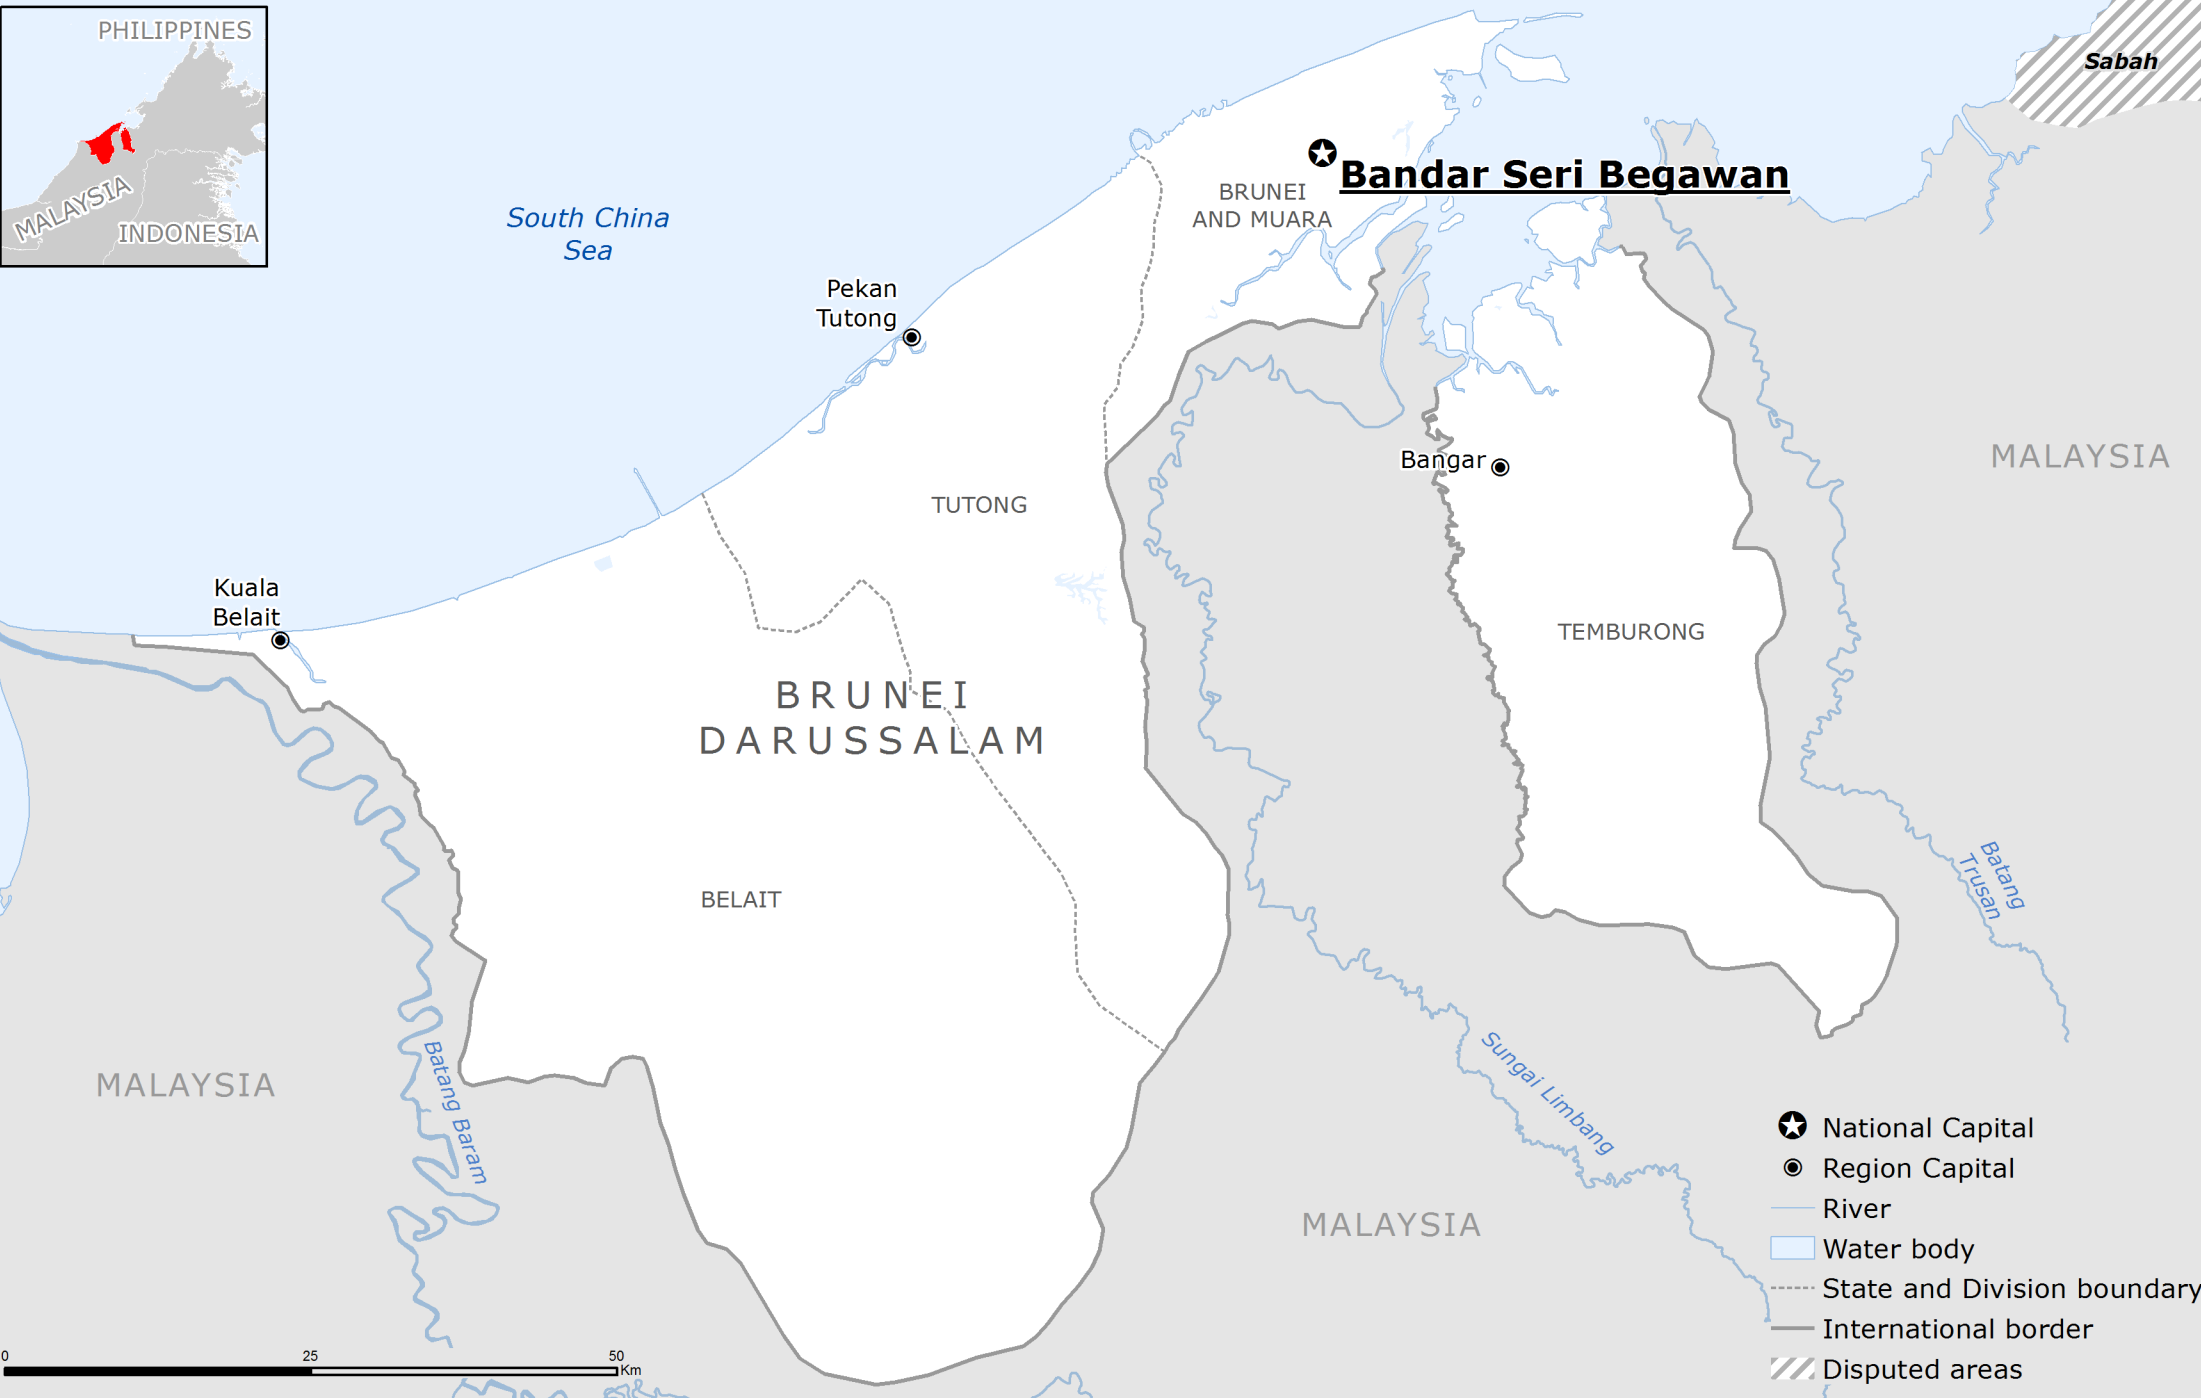 PHILIPPINES
MALAYSIA
INDONESIA
Sabah
Bandar Seri Begawan
BRUNEI
AND MUARA
South China
Sea
Pekan
Tutong
MALAYSIA
Bangar
TUTONG
Kuala
Belait
TEMBURONG
BRUNEI
DARUSSALAM
BELAIT
Batang
Trusan
MALAYSIA
Batang Baram
Sungai Limbang
MALAYSIA
National Capital
Region Capital
River
Water body
State and Division boundary
International border
Disputed areas
0 25 50
Km